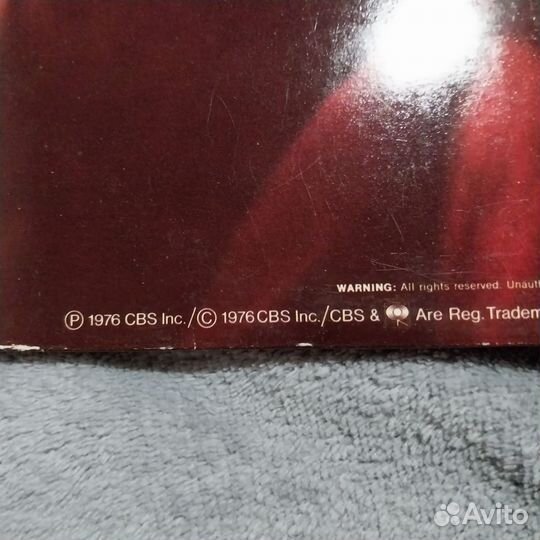 WARNING: All rights reserved. Unauth
Ⓟ 1976 CBS Inc./© 1976 CBS Inc./CBS & Are Reg. Tradem
Avito